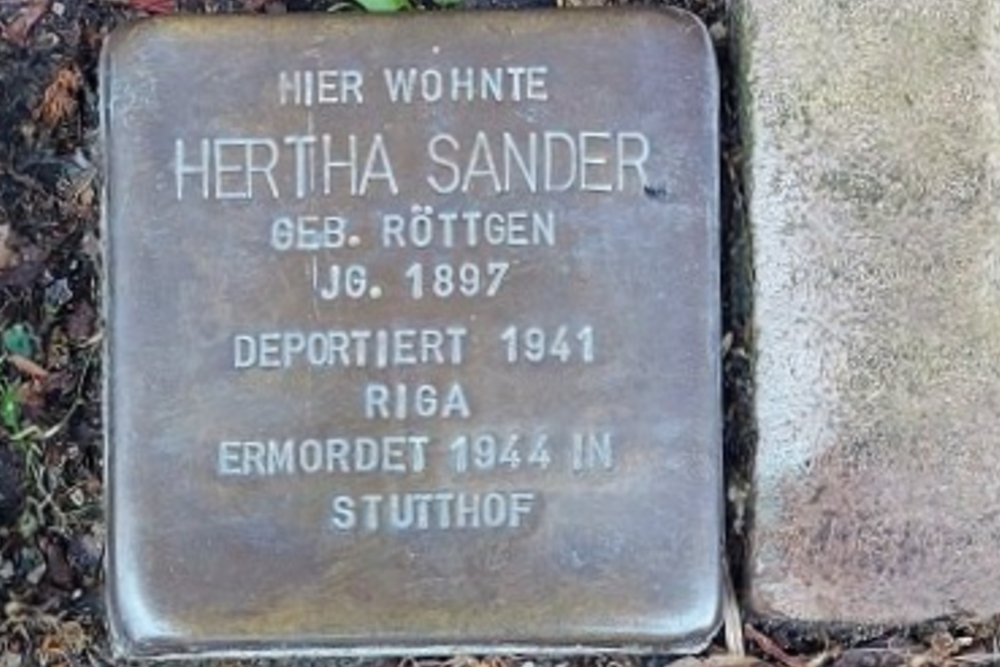 HIER WOHNTE
HERTHA SANDER
GEB. RÖTTGEN
JG. 1897
DEPORTIERT 1941
RIGA
ERMORDET 1944 IN
STUTTHOF